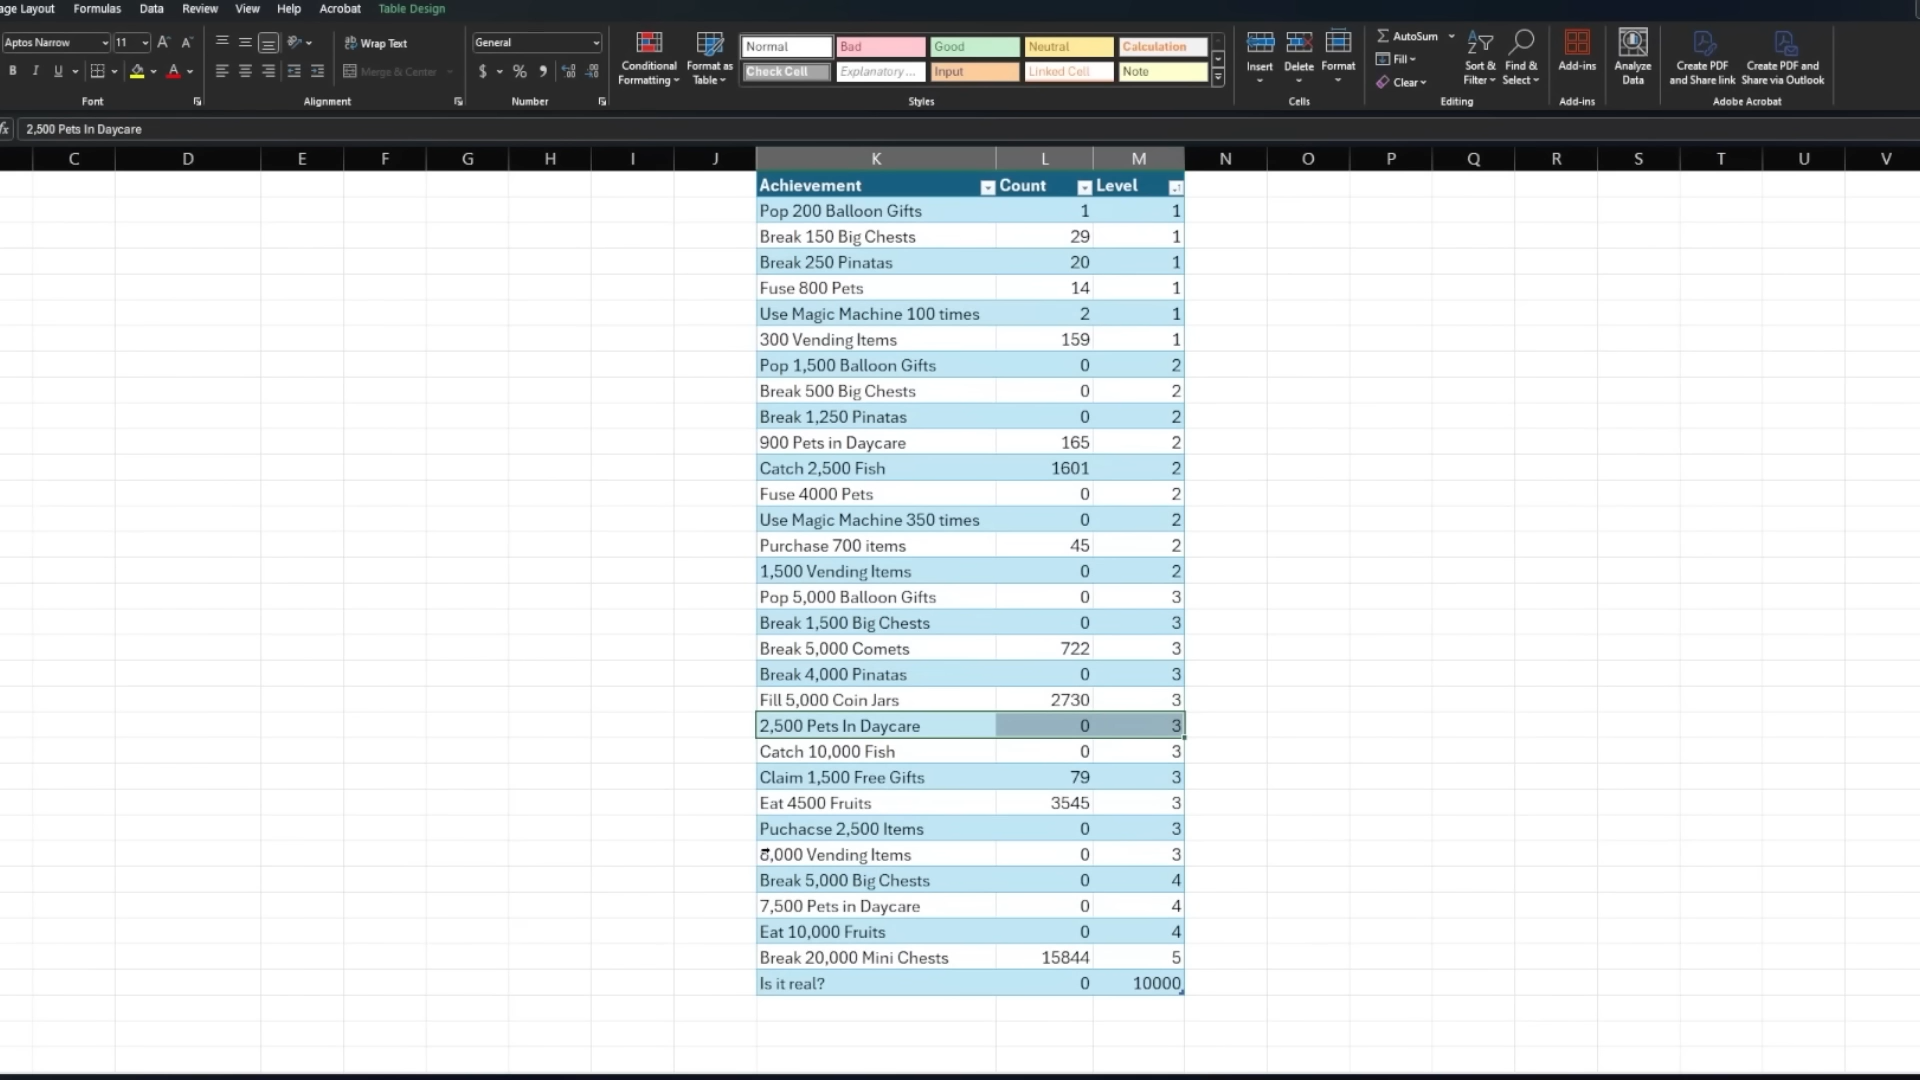 age Layout Formulas Data Review View Help Acrobat Table Design
Aptos Narrow 11 A A Wrap Text General Normal Bad Good Neutral Calculation AutoSum
B I U A Merge & Center $ % Conditional Formatting Format as Table Check Cell Explanatory ... Input Linked Cell Note Insert Delete Format Fill Clear Sort & Filter Find & Select Add-ins Analyze Data Create PDF and Share link Create PDF and Share via Outlook
Font Alignment Number Styles Cells Editing Add-ins Adobe Acrobat
fx 2,500 Pets In Daycare
C D E F G H I J K L M N O P Q R S T U V
Achievement Count Level
Pop 200 Balloon Gifts 1 1
Break 150 Big Chests 29 1
Break 250 Pinatas 20 1
Fuse 800 Pets 14 1
Use Magic Machine 100 times 2 1
300 Vending Items 159 1
Pop 1,500 Balloon Gifts 0 2
Break 500 Big Chests 0 2
Break 1,250 Pinatas 0 2
900 Pets in Daycare 165 2
Catch 2,500 Fish 1601 2
Fuse 4000 Pets 0 2
Use Magic Machine 350 times 0 2
Purchase 700 items 45 2
1,500 Vending Items 0 2
Pop 5,000 Balloon Gifts 0 3
Break 1,500 Big Chests 0 3
Break 5,000 Comets 722 3
Break 4,000 Pinatas 0 3
Fill 5,000 Coin Jars 2730 3
2,500 Pets In Daycare 0 3
Catch 10,000 Fish 0 3
Claim 1,500 Free Gifts 79 3
Eat 4500 Fruits 3545 3
Puchacse 2,500 Items 0 3
Vending Items 0 3
Break 5,000 Big Chests 0 4
7,500 Pets in Daycare 0 4
Eat 10,000 Fruits 0 4
Break 20,000 Mini Chests 15844 5
Is it real? 0 10000